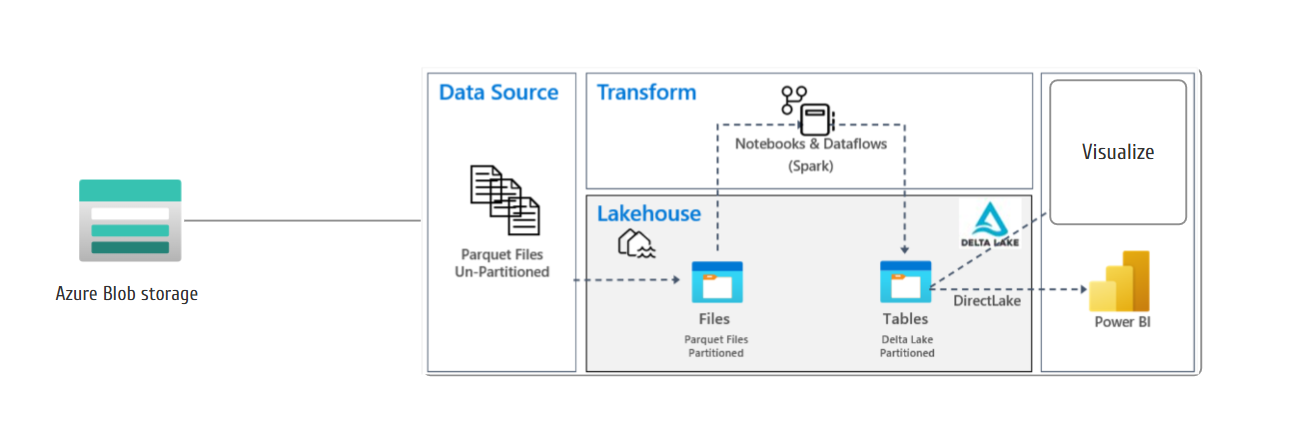 Azure Blob storage
Data Source
Parquet Files
Un-Partitioned
Transform
Notebooks & Dataflows
(Spark)
Lakehouse
DELTA LAKE
Files
Parquet Files
Partitioned
Tables
Delta Lake
Partitioned
DirectLake
Visualize
Power BI